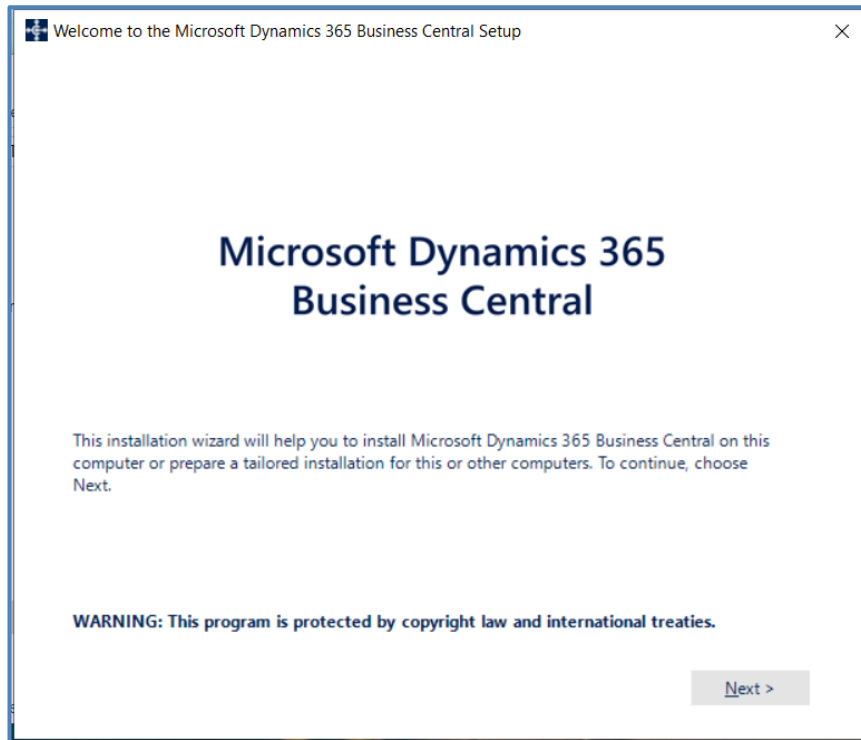 Welcome to the Microsoft Dynamics 365 Business Central Setup
Microsoft Dynamics 365
Business Central
This installation wizard will help you to install Microsoft Dynamics 365 Business Central on this
computer or prepare a tailored installation for this or other computers. To continue, choose
Next.
WARNING: This program is protected by copyright law and international treaties.
Next >